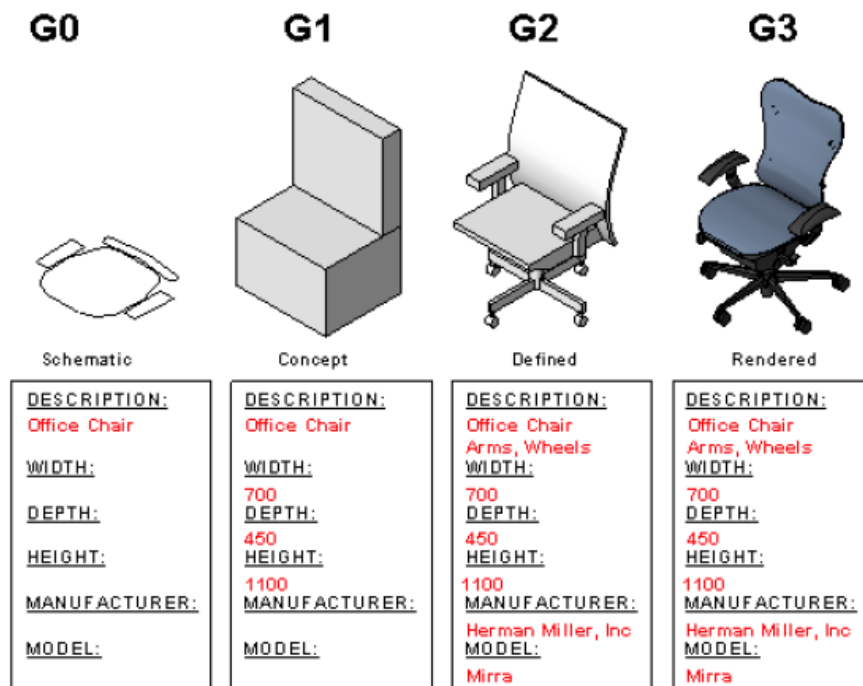 G0
G1
G2
G3
Schematic
Concept
Defined
Rendered
DESCRIPTION:
Office Chair
WIDTH:
DEPTH:
HEIGHT:
MANUFACTURER:
MODEL:
DESCRIPTION:
Office Chair
WIDTH:
700
DEPTH:
450
HEIGHT:
1100
MANUFACTURER:
MODEL:
DESCRIPTION:
Office Chair
Arms, Wheels
WIDTH:
700
DEPTH:
450
HEIGHT:
1100
MANUFACTURER:
Herman Miller, Inc
MODEL:
Mirra
DESCRIPTION:
Office Chair
Arms, Wheels
WIDTH:
700
DEPTH:
450
HEIGHT:
1100
MANUFACTURER:
Herman Miller, Inc
MODEL:
Mirra